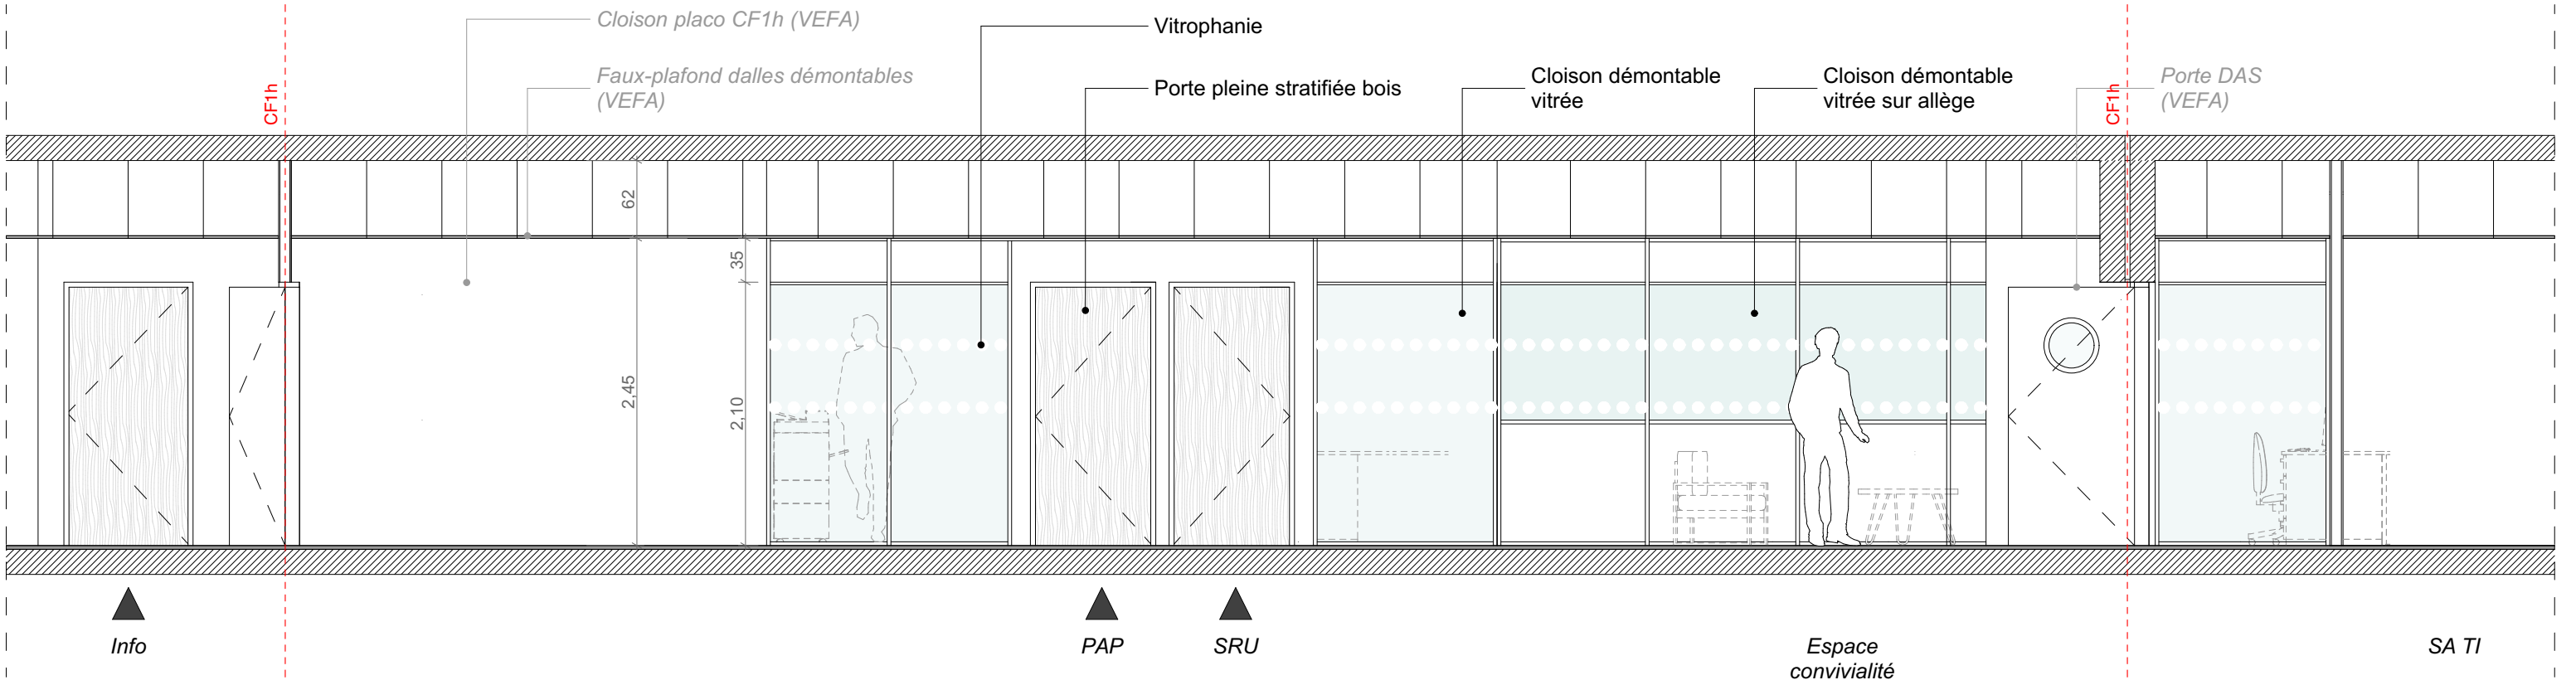 Cloison placo CF1h (VEFA)
Vitrophanie
Faux-plafond dalles démontables
(VEFA)
Porte pleine stratifiée bois
Cloison démontable
vitrée
Cloison démontable
vitrée sur allège
Porte DAS
(VEFA)
CF1h
CF1h
62
35
2,45
2,10
Info
PAP
SRU
Espace
convivialité
SA TI